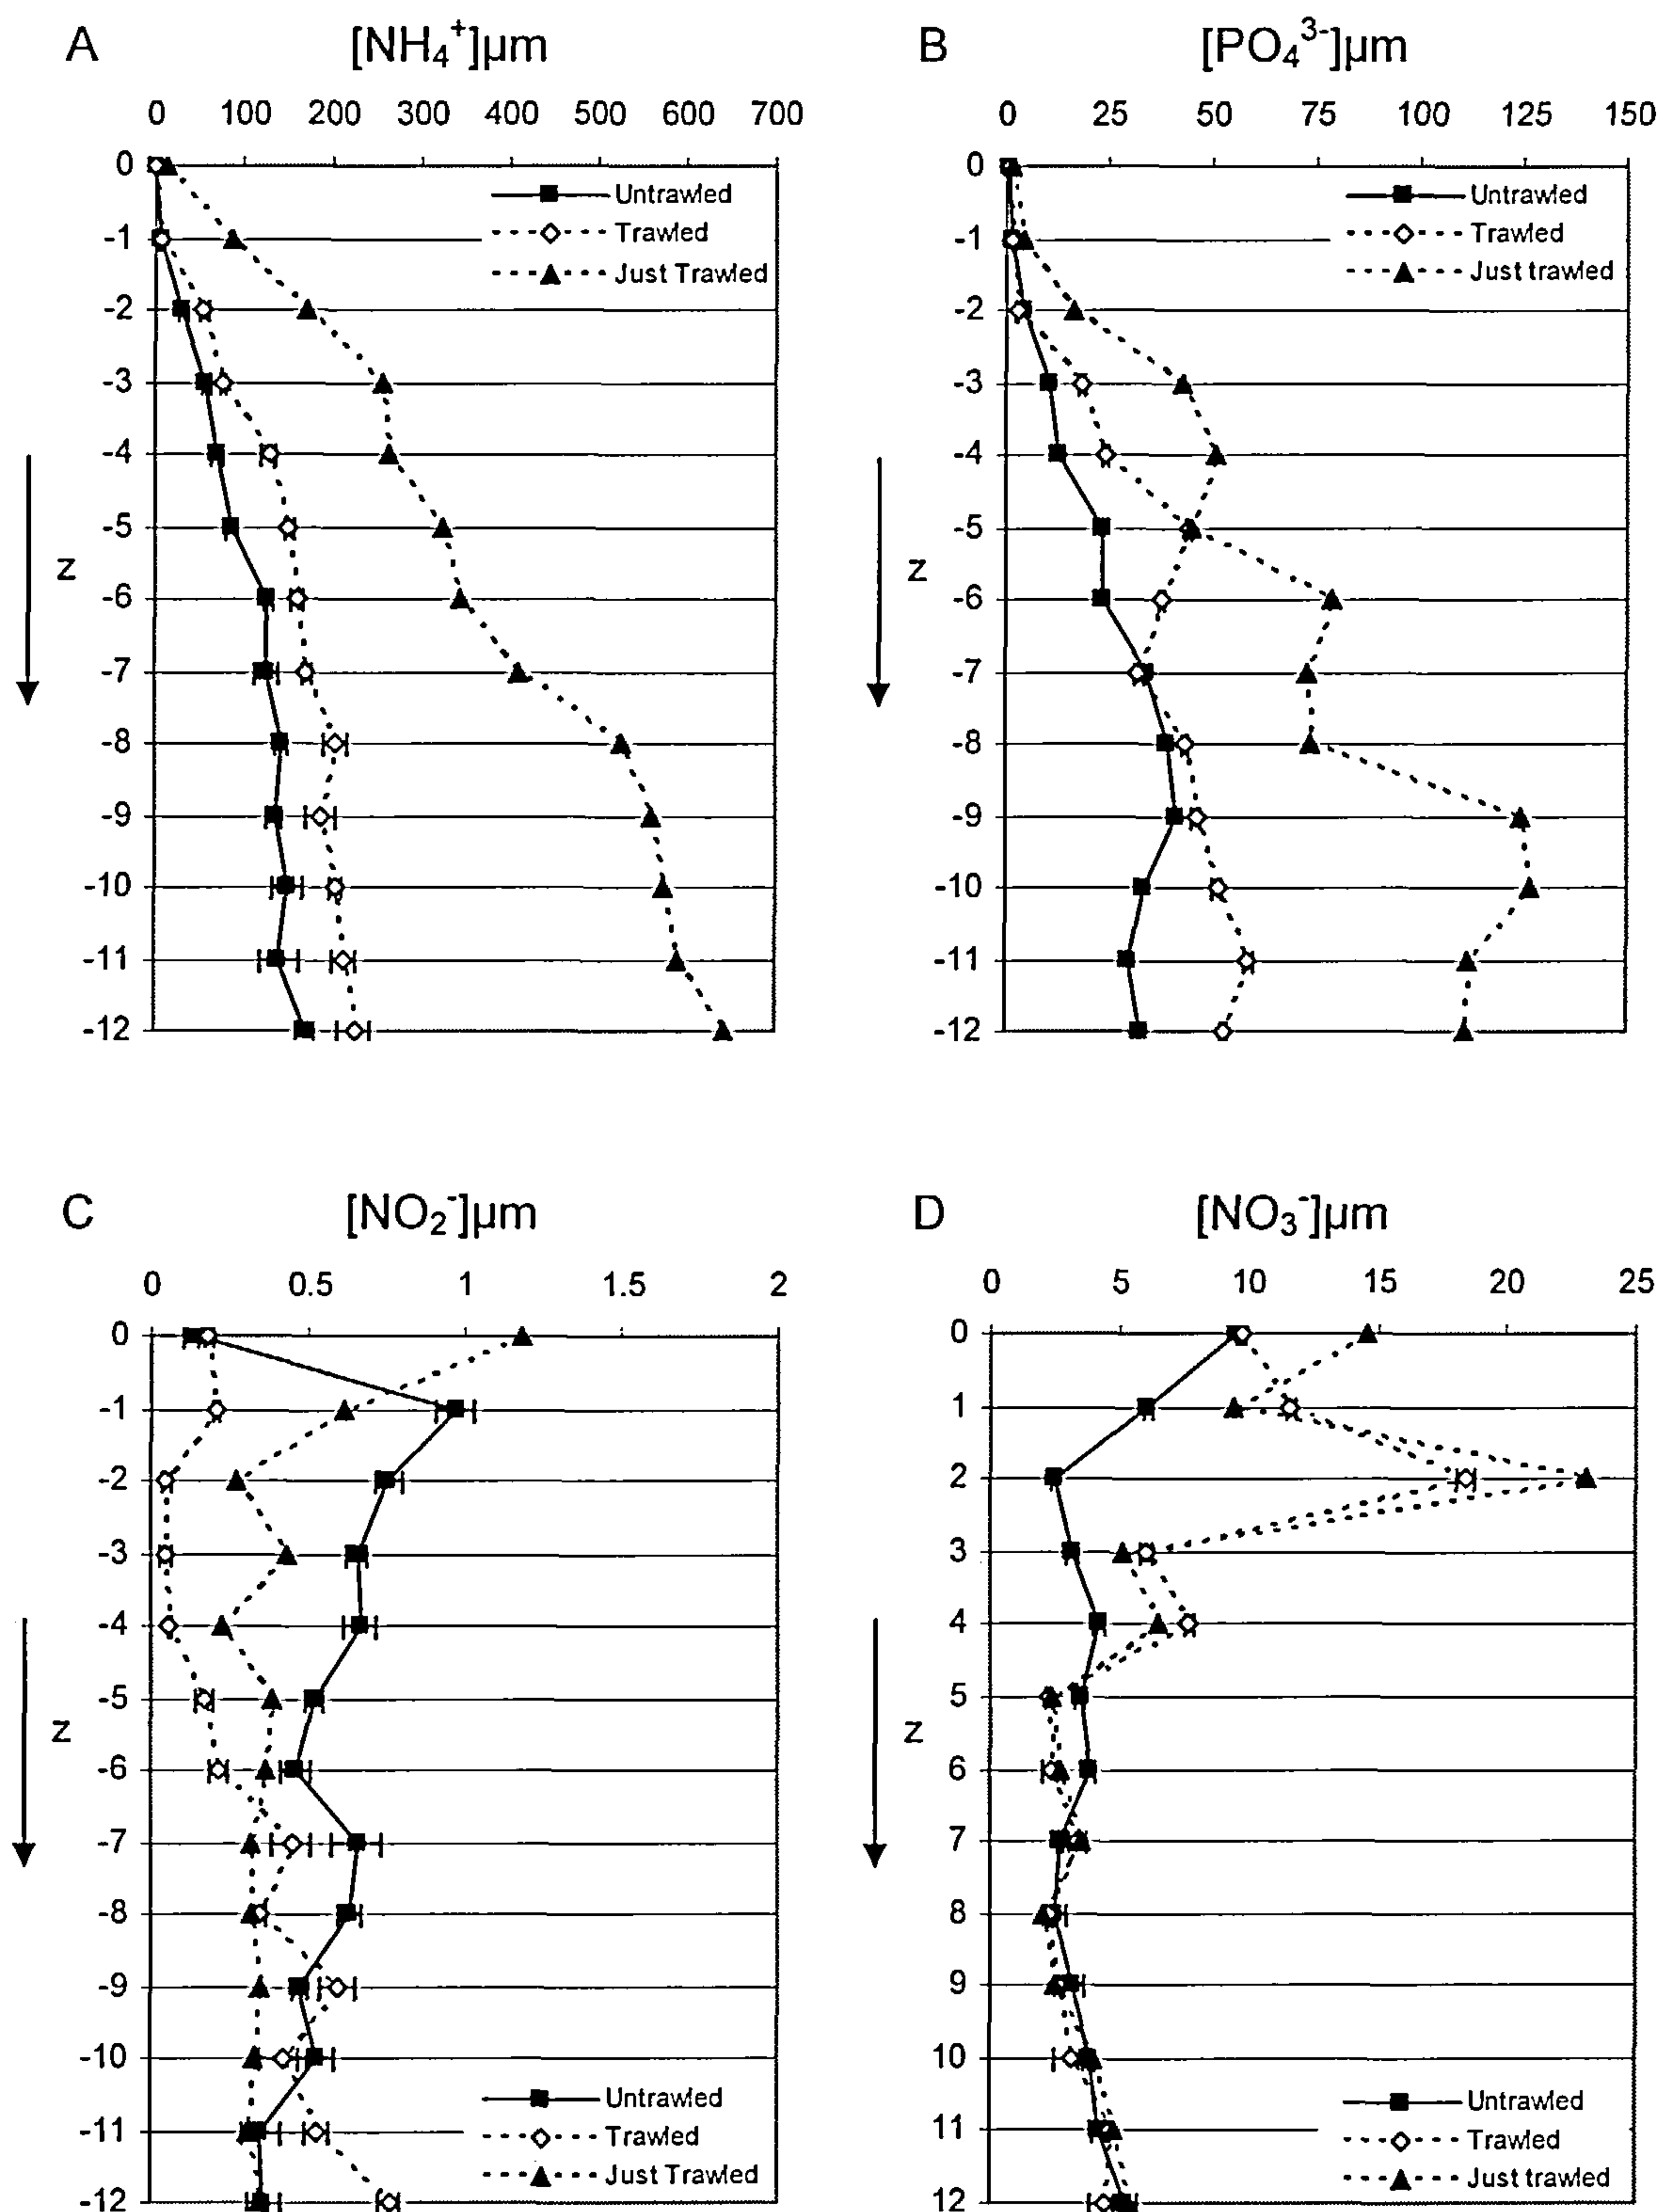 A [NH₄⁺]µm
0 100 200 300 400 500 600 700
0
-1
-2
-3
-4
-5
-6
-7
-8
-9
-10
-11
-12
z
Untrawled
Trawled
Just Trawled
B [PO₄³⁻]µm
0 25 50 75 100 125 150
0
-1
-2
-3
-4
-5
-6
-7
-8
-9
-10
-11
-12
z
Untrawled
Trawled
Just trawled
C [NO₂⁻]µm
0 0.5 1 1.5 2
0
-1
-2
-3
-4
-5
-6
-7
-8
-9
-10
-11
-12
z
Untrawled
Trawled
Just Trawled
D [NO₃⁻]µm
0 5 10 15 20 25
0
1
2
3
4
5
6
7
8
9
10
11
12
z
Untrawled
Trawled
Just trawled